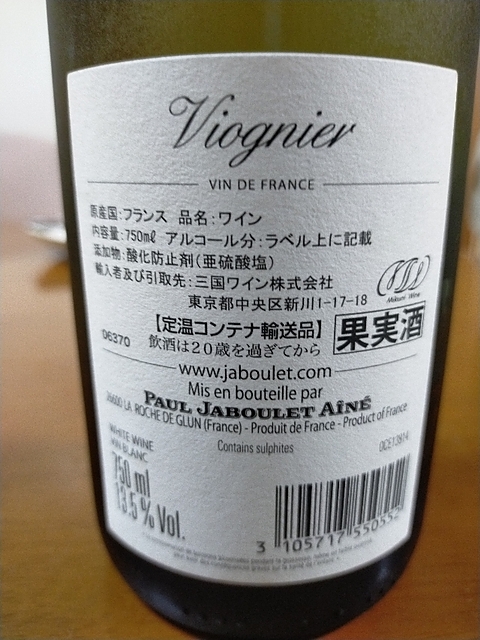 Viognier
VIN DE FRANCE
原産国:フランス 品名:ワイン
内容量:750mℓ アルコール分:ラベル上に記載
添加物:酸化防止剤(亜硫酸塩)
輸入者及び引取先:三国ワイン株式会社
東京都中央区新川1-17-18
Mikuni Wine
【定温コンテナ輸送品】
果実酒
06370
飲酒は20歳を過ぎてから
www.jaboulet.com
Mis en bouteille par
PAUL JABOULET AÎNÉ
26600 LA ROCHE DE GLUN (France) - Produit de France - Product of France
Contains sulphites
WHITE WINE
VIN BLANC
750 ml
13.5 % Vol.
3 105717 550552